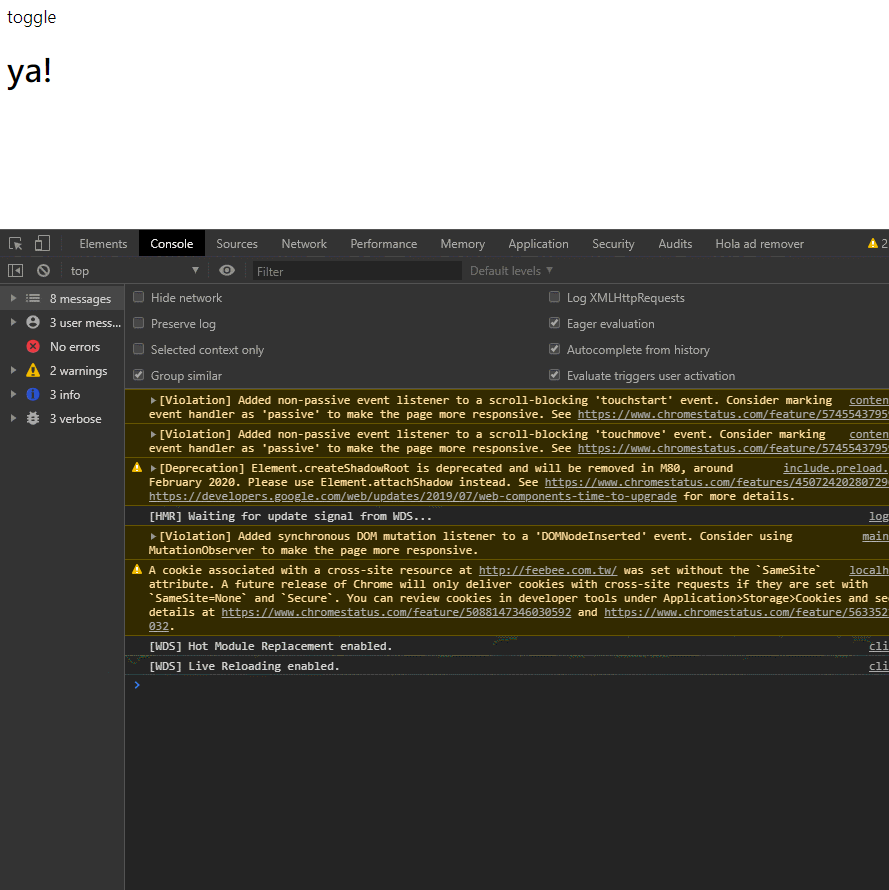 toggle
ya!
Elements Console Sources Network Performance Memory Application Security Audits Hola ad remover 2
top Filter Default levels
8 messages
3 user mess...
No errors
2 warnings
3 info
3 verbose
Hide network Log XMLHttpRequests
Preserve log Eager evaluation
Selected context only Autocomplete from history
Group similar Evaluate triggers user activation
[Violation] Added non-passive event listener to a scroll-blocking 'touchstart' event. Consider marking conten
event handler as 'passive' to make the page more responsive. See https://www.chromestatus.com/feature/5745543795
[Violation] Added non-passive event listener to a scroll-blocking 'touchmove' event. Consider marking conten
event handler as 'passive' to make the page more responsive. See https://www.chromestatus.com/feature/5745543795
[Deprecation] Element.createShadowRoot is deprecated and will be removed in M80, around include.preload.
February 2020. Please use Element.attachShadow instead. See https://www.chromestatus.com/features/450724202807296
https://developers.google.com/web/updates/2019/07/web-components-time-to-upgrade for more details.
[HMR] Waiting for update signal from WDS... log
[Violation] Added synchronous DOM mutation listener to a 'DOMNodeInserted' event. Consider using main
MutationObserver to make the page more responsive.
A cookie associated with a cross-site resource at http://feebee.com.tw/ was set without the `SameSite` localh
attribute. A future release of Chrome will only deliver cookies with cross-site requests if they are set with
`SameSite=None` and `Secure`. You can review cookies in developer tools under Application>Storage>Cookies and see
details at https://www.chromestatus.com/feature/5088147346030592 and https://www.chromestatus.com/feature/563352
032.
[WDS] Hot Module Replacement enabled. cli
[WDS] Live Reloading enabled. cli